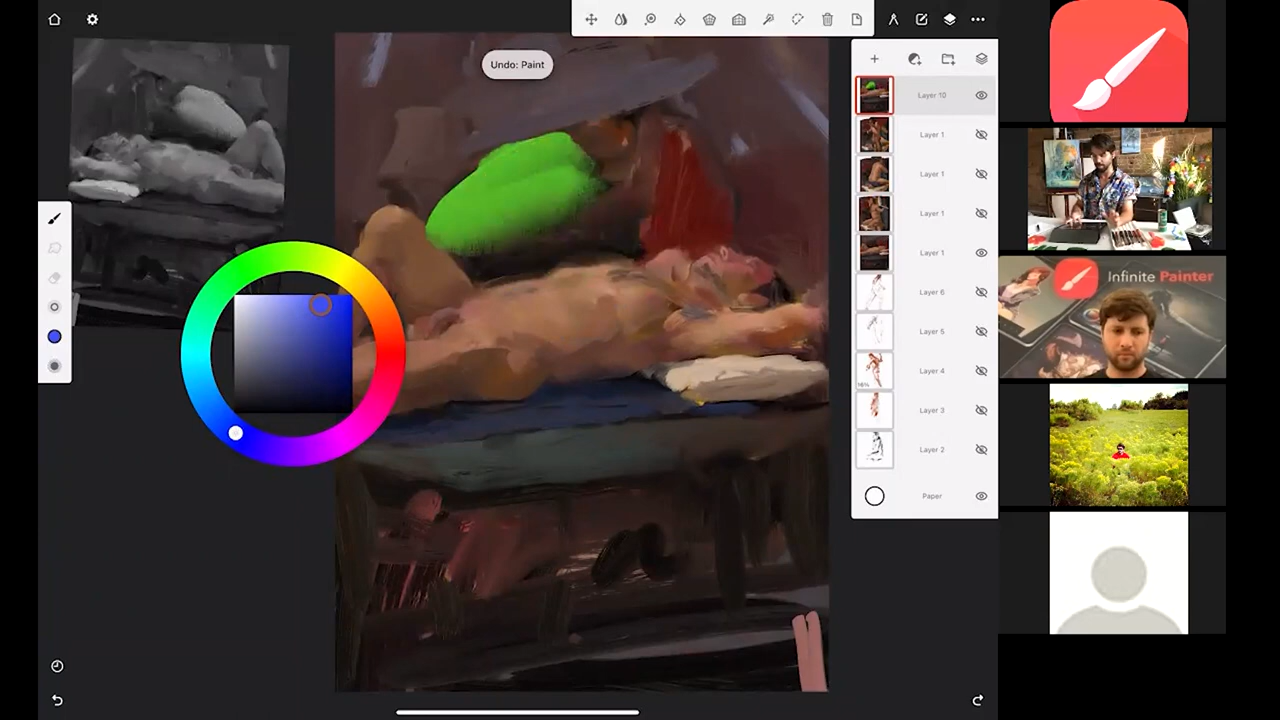 Undo: Paint
Layer 10
Layer 1
Layer 1
Layer 1
Layer 1
Layer 6
Layer 5
Layer 4
16%
Layer 3
Layer 2
Paper
Infinite Painter